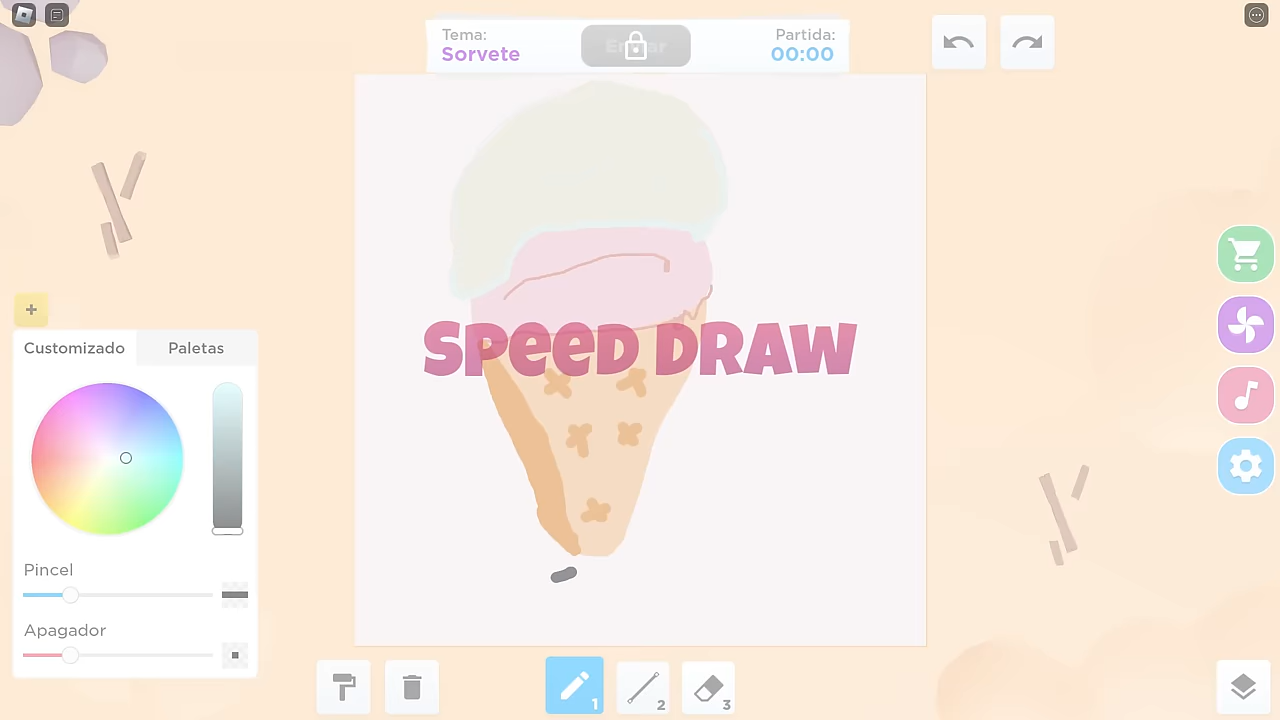 Tema:
Sorvete
Partida:
00:00
SPEED DRAW
Customizado
Paletas
Pincel
Apagador
1
2
3